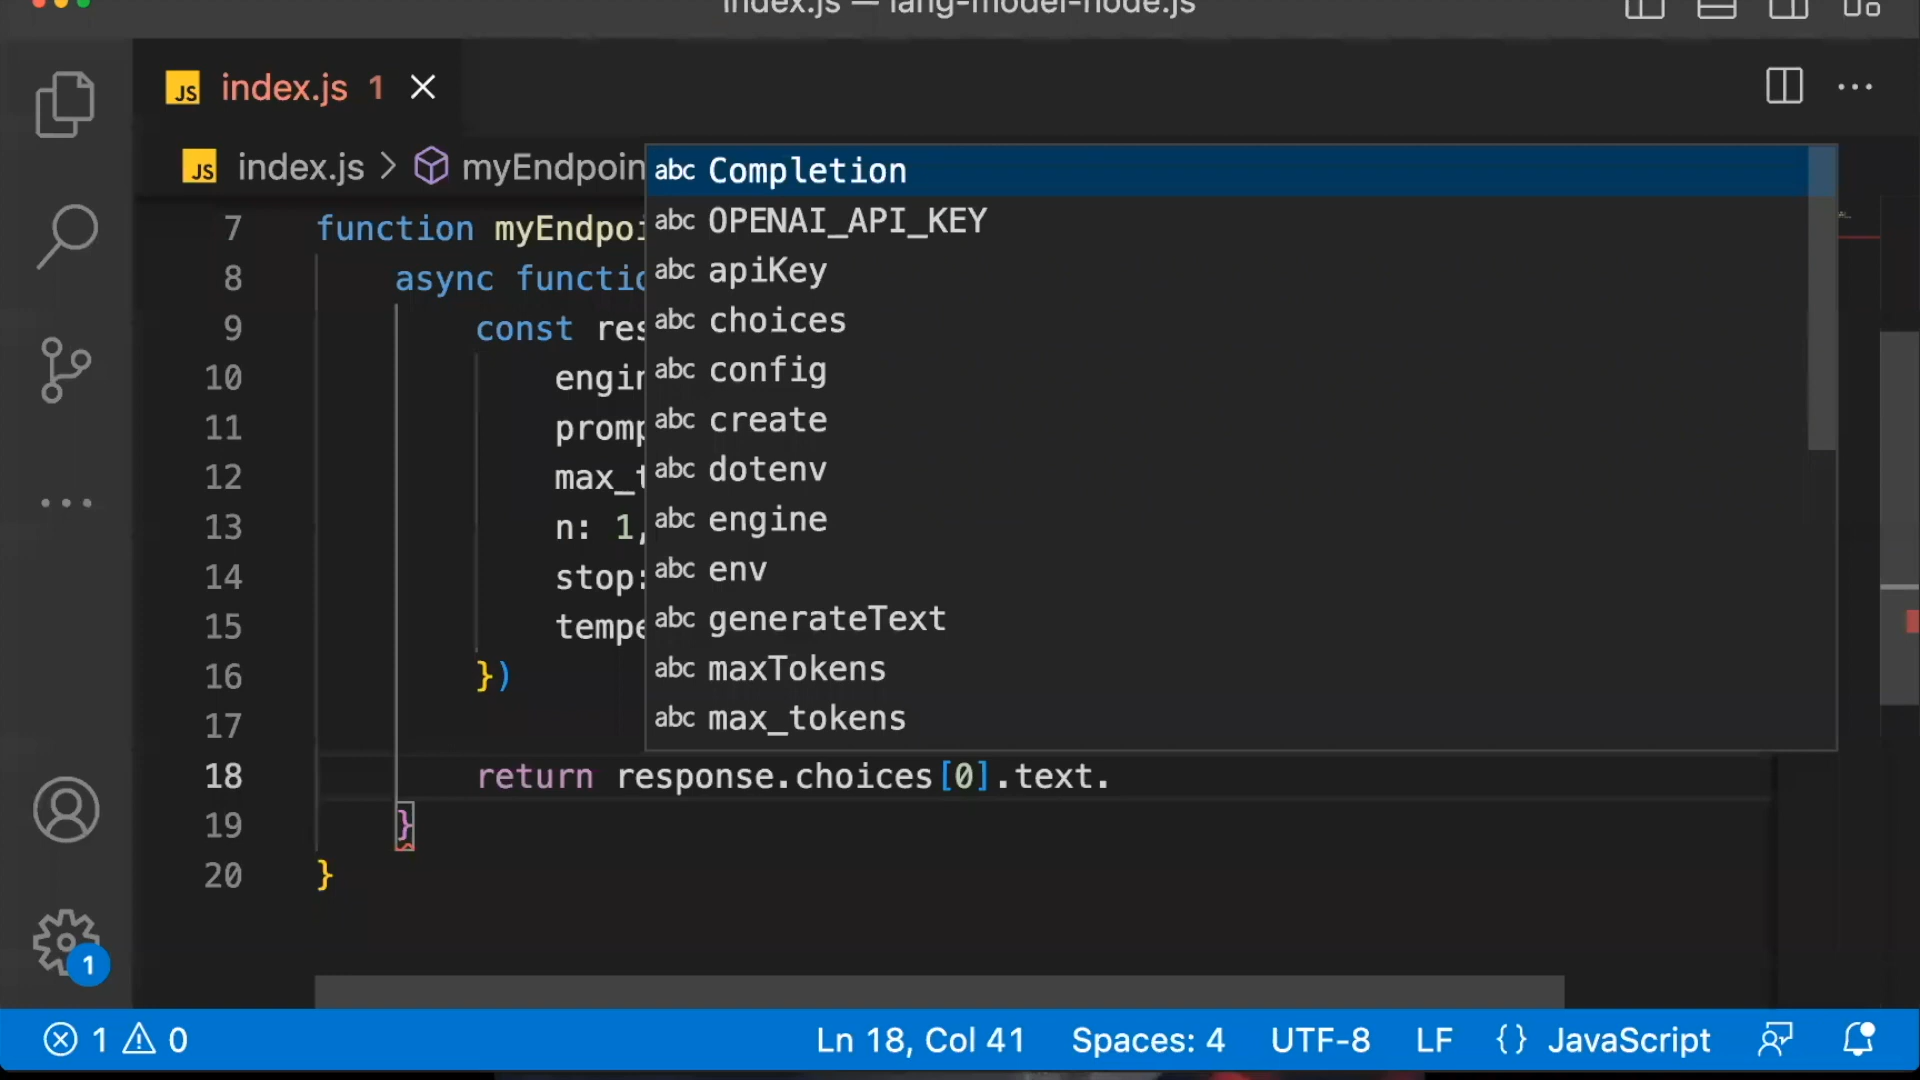 index.js — lang-model-node.js
JS index.js 1
JS index.js > myEndpoin
7 function myEndpoi
8 async functio
9 const res
10 engin
11 promp
12 max_t
13 n: 1,
14 stop:
15 tempe
16 })
17
18 return response.choices[0].text.
19 }
20 }
abc Completion
abc OPENAI_API_KEY
abc apiKey
abc choices
abc config
abc create
abc dotenv
abc engine
abc env
abc generateText
abc maxTokens
abc max_tokens
1
1 0 Ln 18, Col 41 Spaces: 4 UTF-8 LF {} JavaScript